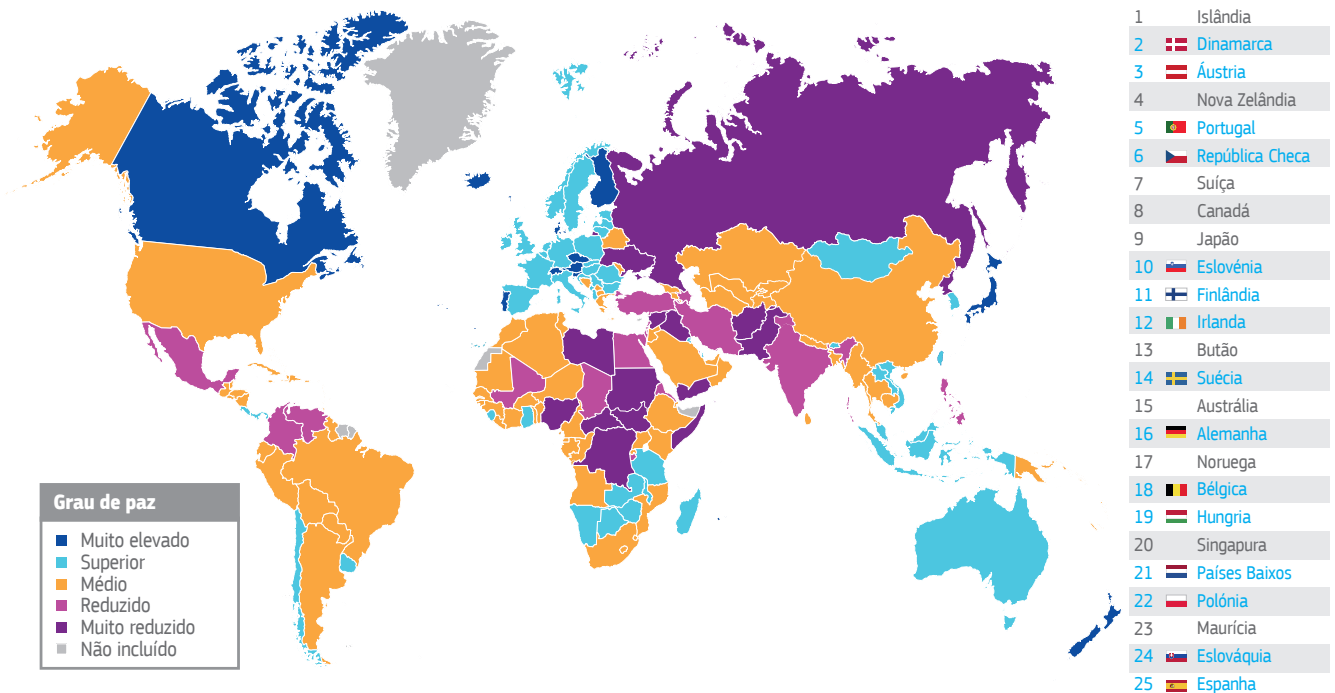 1 Islândia
2 Dinamarca
3 Áustria
4 Nova Zelândia
5 Portugal
6 República Checa
7 Suíça
8 Canadá
9 Japão
10 Eslovénia
11 Finlândia
12 Irlanda
13 Butão
14 Suécia
15 Austrália
16 Alemanha
17 Noruega
18 Bélgica
19 Hungria
20 Singapura
21 Países Baixos
22 Polónia
23 Maurícia
24 Eslováquia
25 Espanha
Grau de paz
Muito elevado
Superior
Médio
Reduzido
Muito reduzido
Não incluído